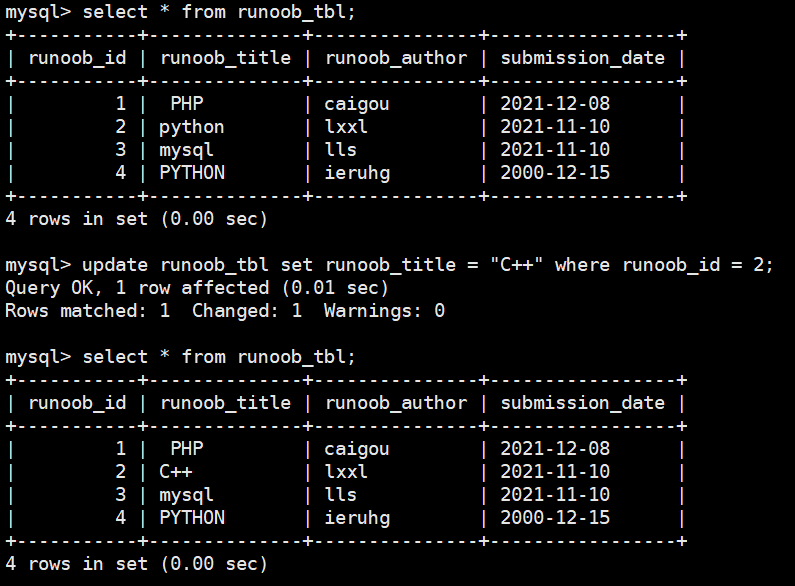 mysql> select * from runoob_tbl;
+-----------+--------------+---------------+-----------------+
| runoob_id | runoob_title | runoob_author | submission_date |
+-----------+--------------+---------------+-----------------+
|         1 |  PHP         | caigou        | 2021-12-08      |
|         2 | python       | lxxl          | 2021-11-10      |
|         3 | mysql        | lls           | 2021-11-10      |
|         4 | PYTHON       | ieruhg        | 2000-12-15      |
+-----------+--------------+---------------+-----------------+
4 rows in set (0.00 sec)

mysql> update runoob_tbl set runoob_title = "C++" where runoob_id = 2;
Query OK, 1 row affected (0.01 sec)
Rows matched: 1  Changed: 1  Warnings: 0

mysql> select * from runoob_tbl;
+-----------+--------------+---------------+-----------------+
| runoob_id | runoob_title | runoob_author | submission_date |
+-----------+--------------+---------------+-----------------+
|         1 |  PHP         | caigou        | 2021-12-08      |
|         2 | C++          | lxxl          | 2021-11-10      |
|         3 | mysql        | lls           | 2021-11-10      |
|         4 | PYTHON       | ieruhg        | 2000-12-15      |
+-----------+--------------+---------------+-----------------+
4 rows in set (0.00 sec)